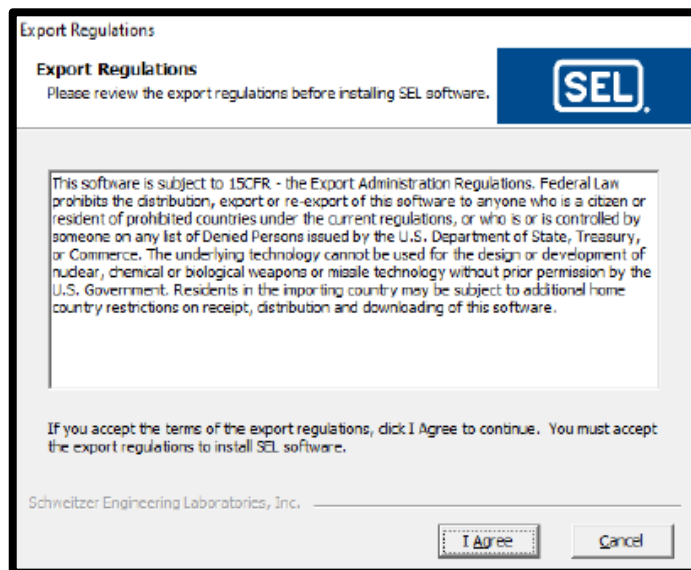 Export Regulations
Export Regulations
Please review the export regulations before installing SEL software.
SEL
This software is subject to 15CFR - the Export Administration Regulations. Federal Law
prohibits the distribution, export or re-export of this software to anyone who is a citizen or
resident of prohibited countries under the current regulations, or who is or is controlled by
someone on any list of Denied Persons issued by the U.S. Department of State, Treasury,
or Commerce. The underlying technology cannot be used for the design or development of
nuclear, chemical or biological weapons or missile technology without prior permission by the
U.S. Government. Residents in the importing country may be subject to additional home
country restrictions on receipt, distribution and downloading of this software.
If you accept the terms of the export regulations, click I Agree to continue. You must accept
the export regulations to install SEL software.
Schweitzer Engineering Laboratories, Inc.
I Agree
Cancel